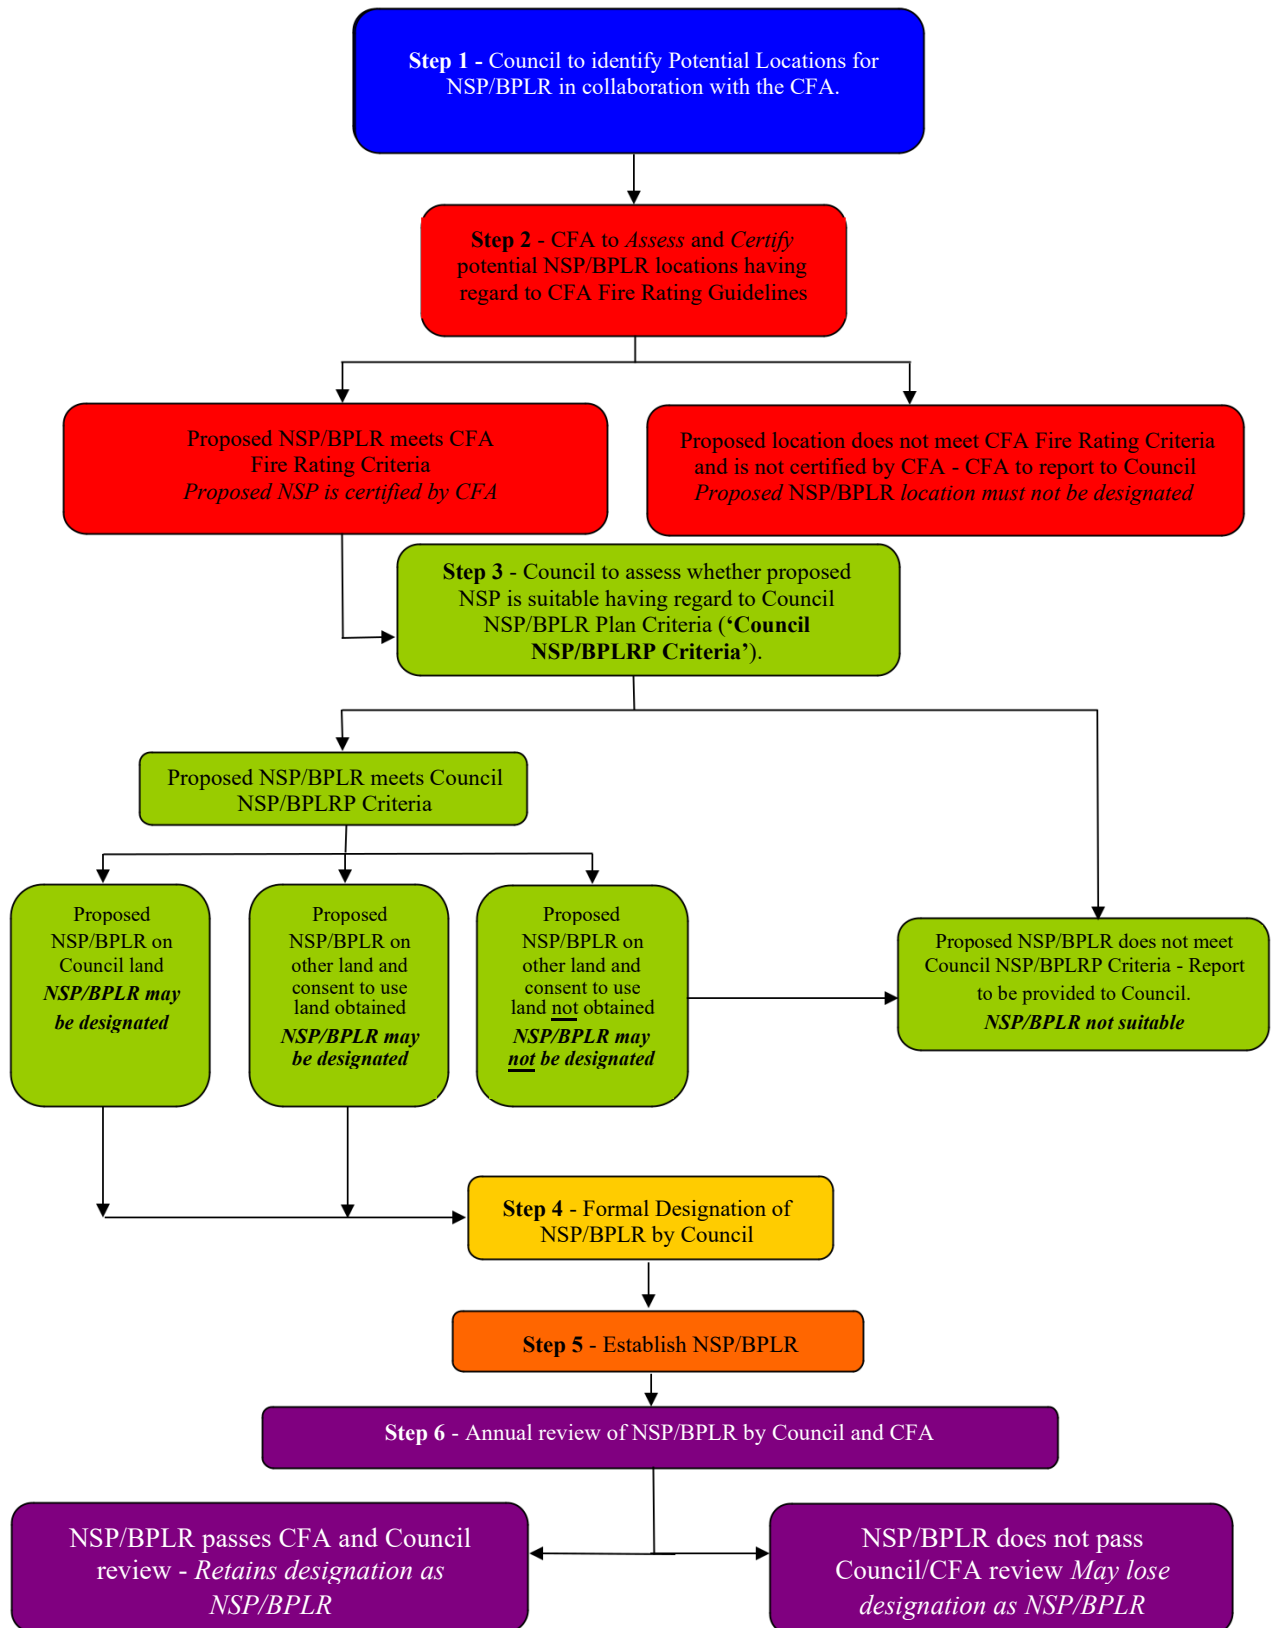 Step 1 - Council to identify Potential Locations for
NSP/BPLR in collaboration with the CFA.
Step 2 - CFA to Assess and Certify
potential NSP/BPLR locations having
regard to CFA Fire Rating Guidelines
Proposed NSP/BPLR meets CFA
Fire Rating Criteria
Proposed NSP is certified by CFA
Proposed location does not meet CFA Fire Rating Criteria
and is not certified by CFA - CFA to report to Council
Proposed NSP/BPLR location must not be designated
Step 3 - Council to assess whether proposed
NSP is suitable having regard to Council
NSP/BPLR Plan Criteria (‘Council
NSP/BPLRP Criteria’).
Proposed NSP/BPLR meets Council
NSP/BPLRP Criteria
Proposed
NSP/BPLR on
Council land
NSP/BPLR may
be designated
Proposed
NSP/BPLR on
other land and
consent to use
land obtained
NSP/BPLR may
be designated
Proposed
NSP/BPLR on
other land and
consent to use
land not obtained
NSP/BPLR may
not be designated
Proposed NSP/BPLR does not meet
Council NSP/BPLRP Criteria - Report
to be provided to Council.
NSP/BPLR not suitable
Step 4 - Formal Designation of
NSP/BPLR by Council
Step 5 - Establish NSP/BPLR
Step 6 - Annual review of NSP/BPLR by Council and CFA
NSP/BPLR passes CFA and Council
review - Retains designation as
NSP/BPLR
NSP/BPLR does not pass
Council/CFA review May lose
designation as NSP/BPLR